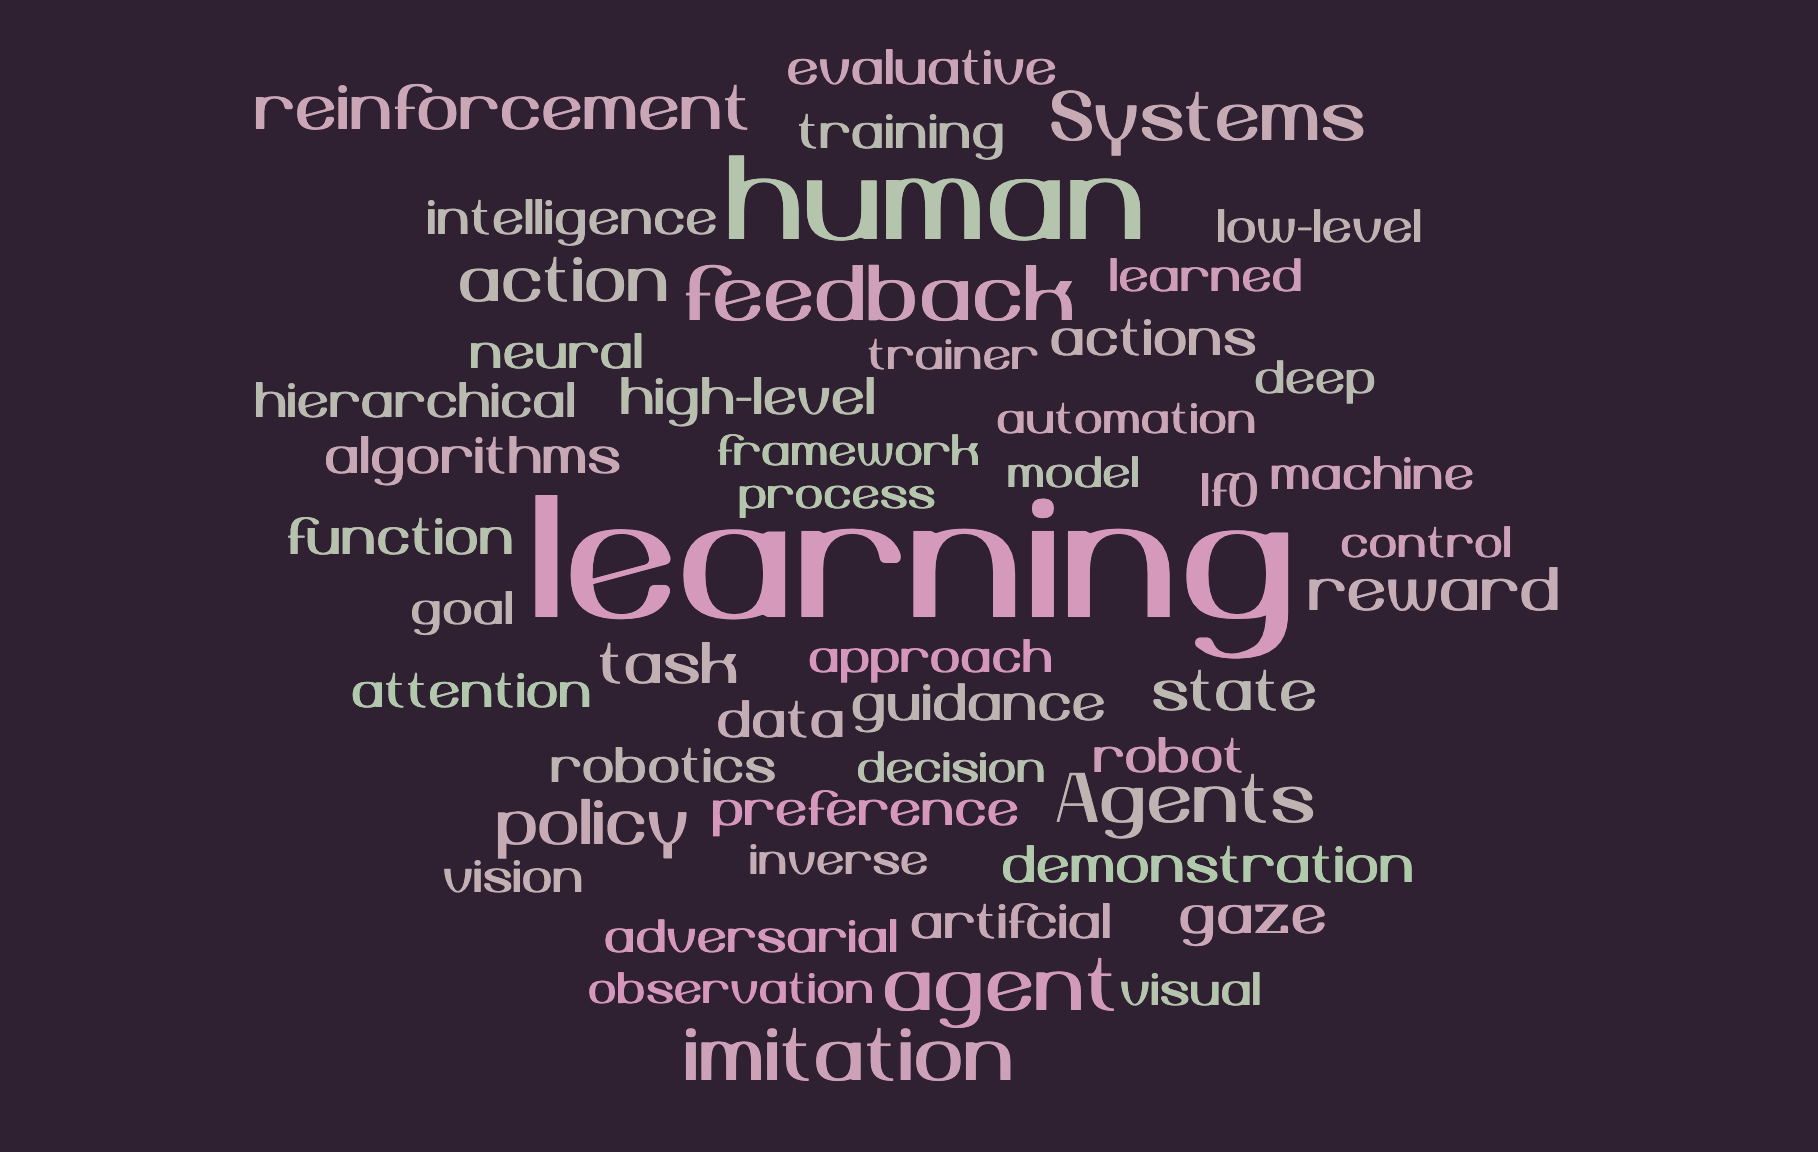 evaluative
reinforcement
Systems
training
human
intelligence
low-level
action
feedback
learned
actions
neural
trainer
deep
hierarchical
high-level
automation
algorithms
framework
model
machine
lfO
process
learning
function
control
reward
goal
task
approach
attention
guidance
state
data
robotics
decision
robot
Agents
policy
preference
inverse
demonstration
vision
adversarial
artifcial
gaze
observation
agent
visual
imitation